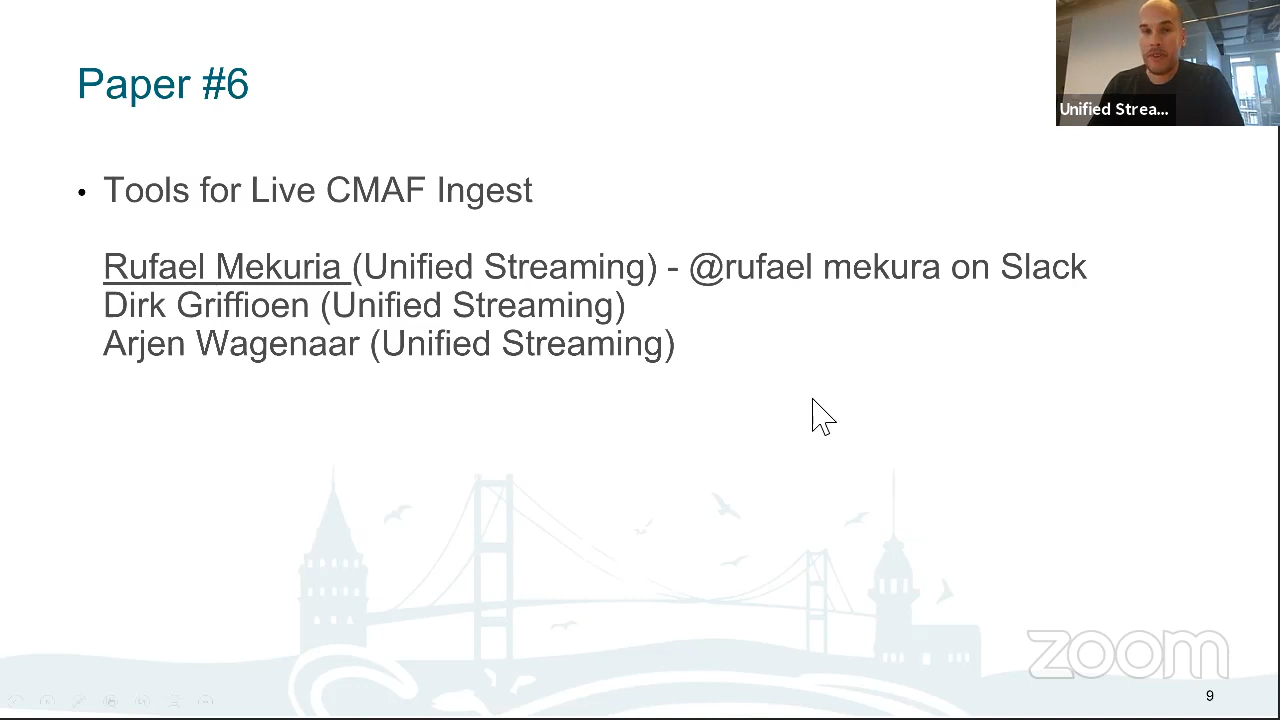 Paper #6
Unified Strea...
• Tools for Live CMAF Ingest
Rufael Mekuria (Unified Streaming) - @rufael mekura on Slack
Dirk Griffioen (Unified Streaming)
Arjen Wagenaar (Unified Streaming)
zoom
9